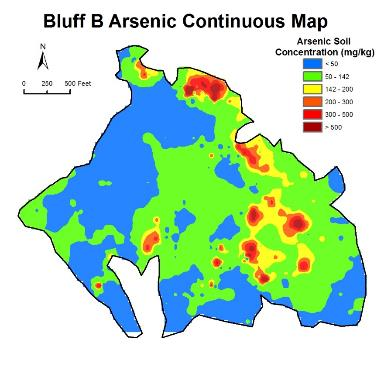 Bluff B Arsenic Continuous Map
N
0 250 500 Feet
Arsenic Soil
Concentration (mg/kg)
< 50
50 - 142
142 - 200
200 - 300
300 - 500
> 500